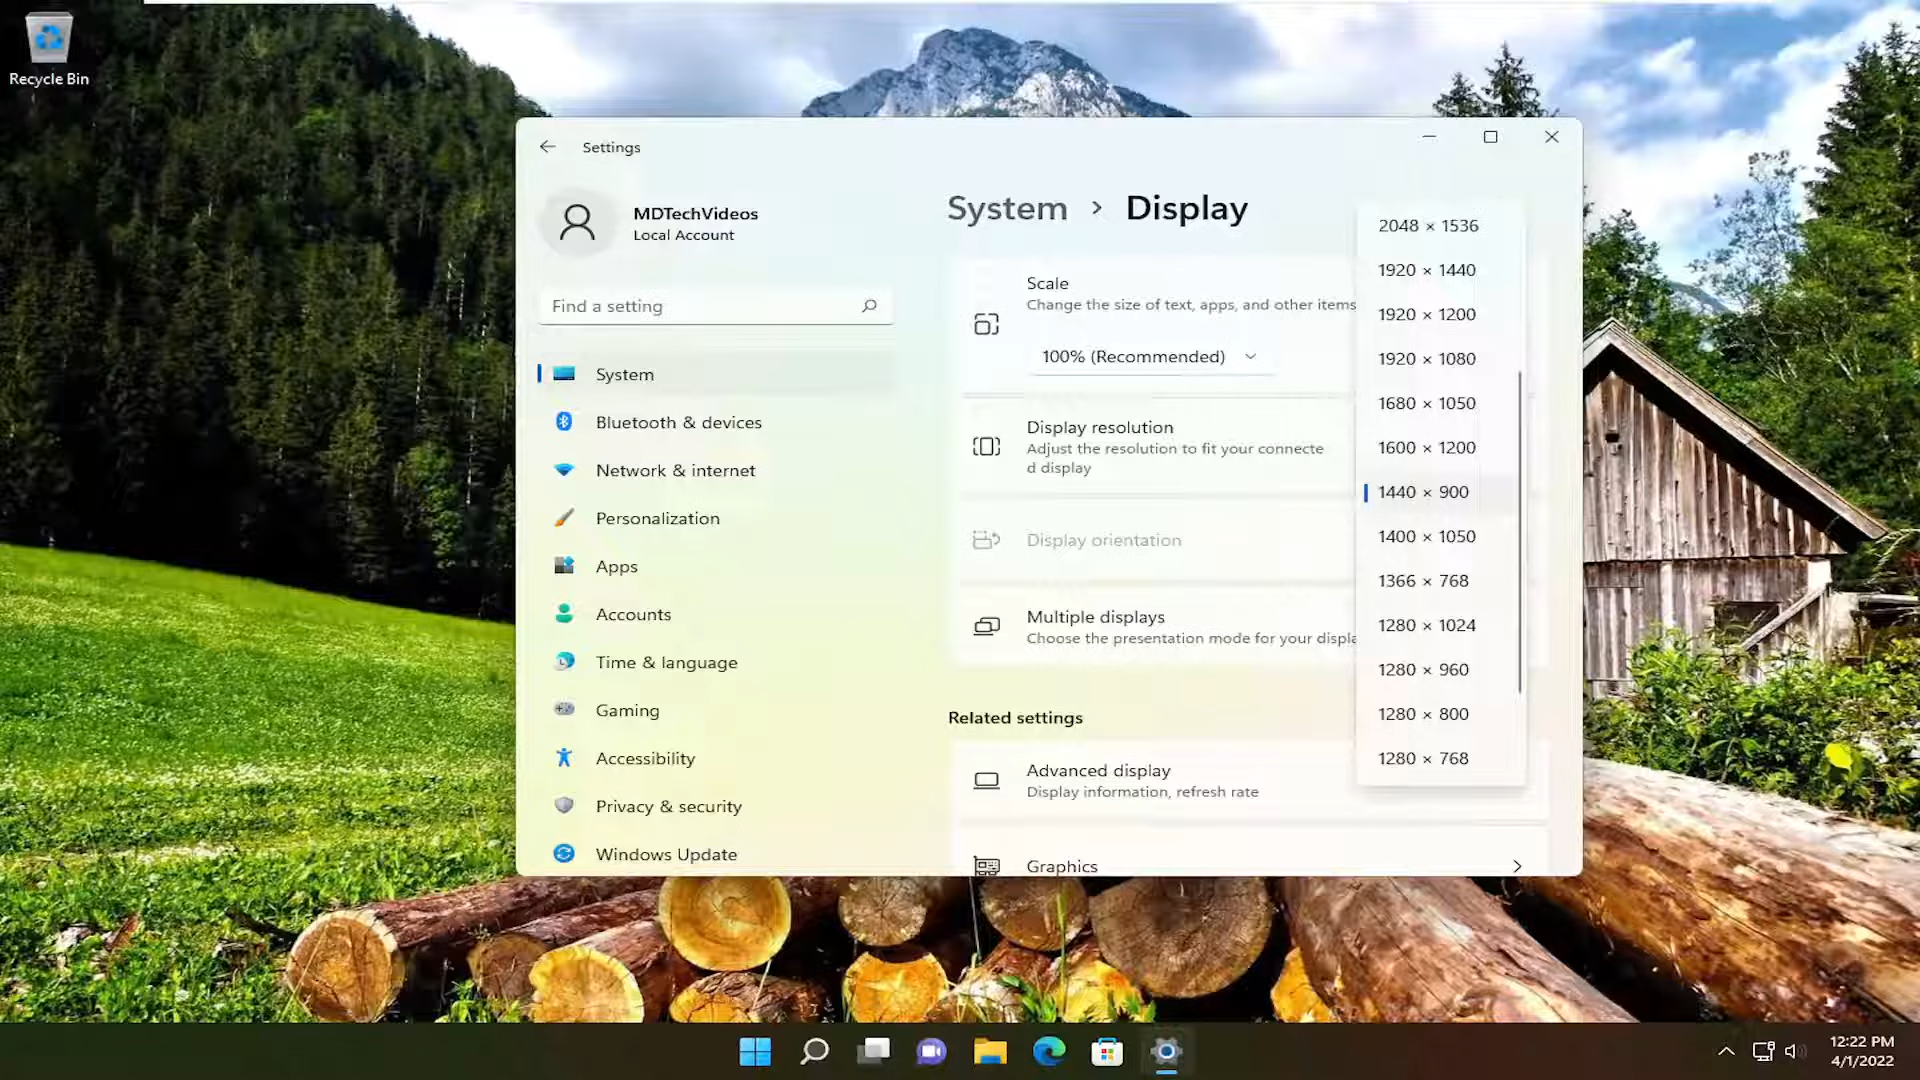 Recycle Bin
Settings
MDTechVideos
Local Account
Find a setting
System
Bluetooth & devices
Network & internet
Personalization
Apps
Accounts
Time & language
Gaming
Accessibility
Privacy & security
Windows Update
System > Display
Scale
Change the size of text, apps, and other items
100% (Recommended)
Display resolution
Adjust the resolution to fit your connecte
d display
Display orientation
Multiple displays
Choose the presentation mode for your displa
Related settings
Advanced display
Display information, refresh rate
Graphics
2048 × 1536
1920 × 1440
1920 × 1200
1920 × 1080
1680 × 1050
1600 × 1200
1440 × 900
1400 × 1050
1366 × 768
1280 × 1024
1280 × 960
1280 × 800
1280 × 768
12:22 PM
4/1/2022